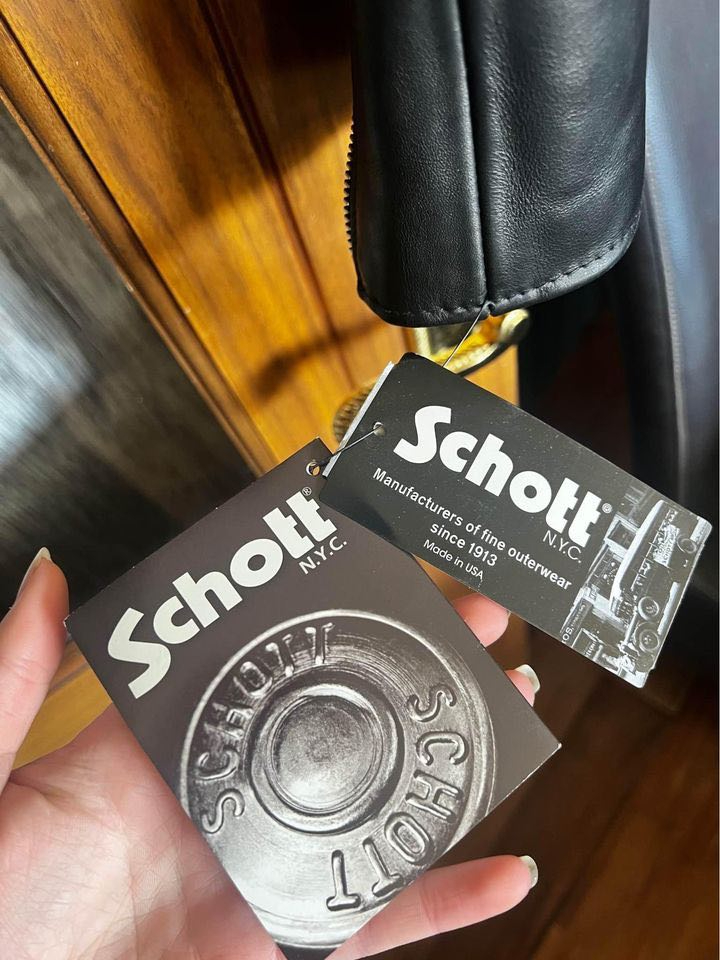 Schott®
N.Y.C.
Manufacturers of fine outerwear
since 1913
Made in USA
Schott®
N.Y.C.
SCHOTT
SCHOTT